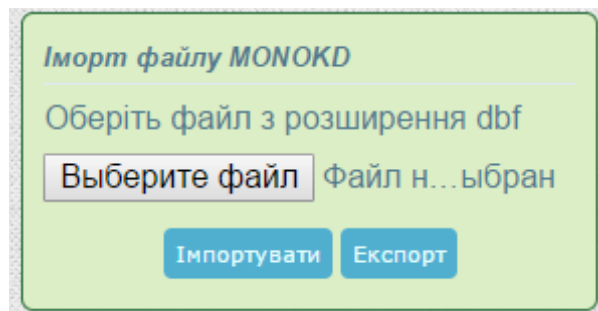 Іморт файлу MONOKD
Оберіть файл з розширення dbf
Выберите файл Файл н…ыбран
Імпортувати Експорт